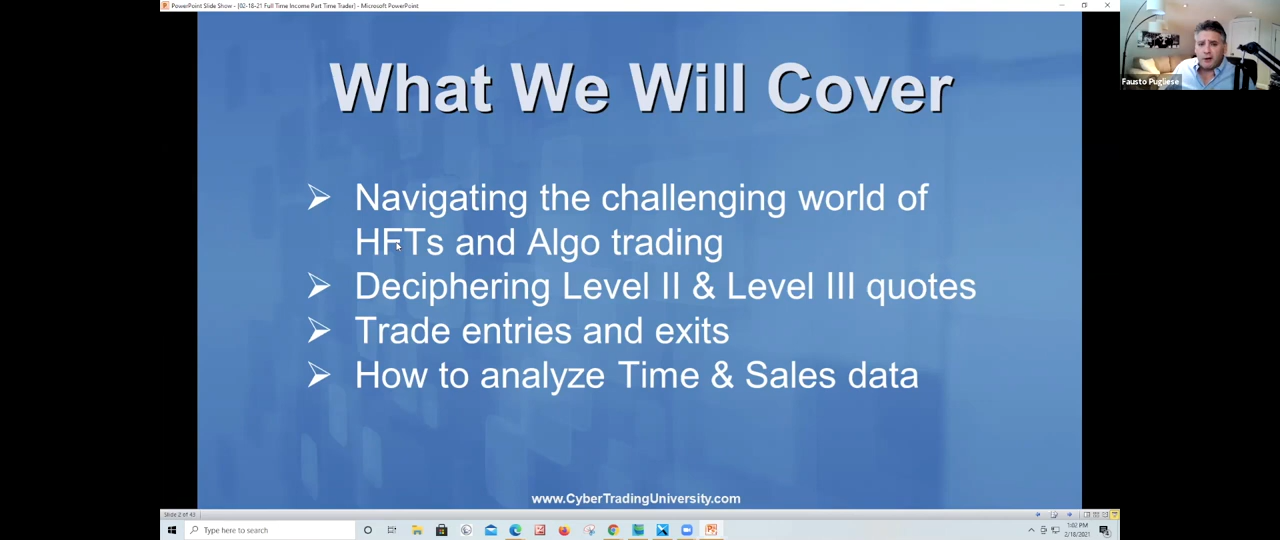 PowerPoint Slide Show - [02-18-21 Full Time Income Part Time Trader] - Microsoft PowerPoint
What We Will Cover
Fausto Pugliese
Navigating the challenging world of
HFTs and Algo trading
Deciphering Level II & Level III quotes
Trade entries and exits
How to analyze Time & Sales data
www.CyberTradingUniversity.com
Slide 2 of 43
Type here to search
1:02 PM
2/18/2021